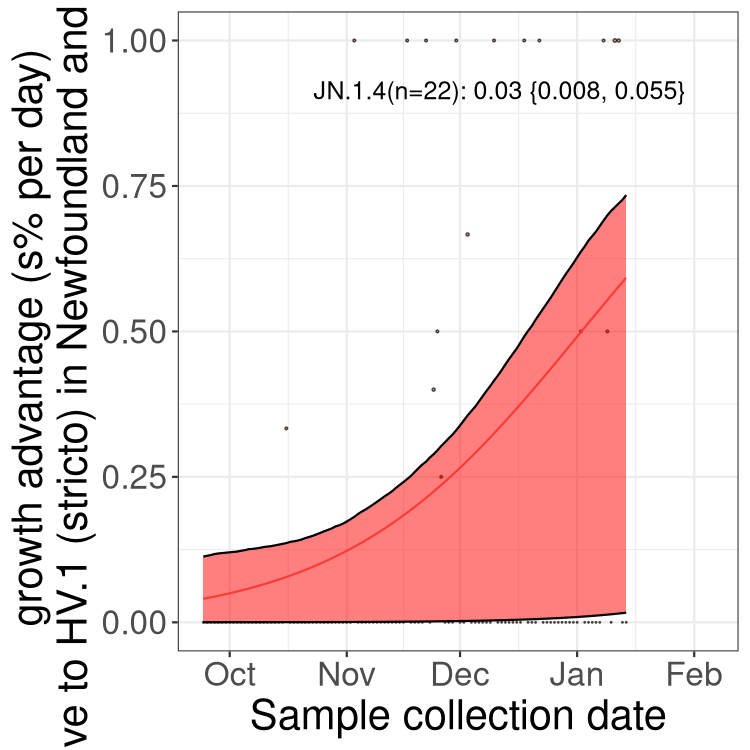 growth advantage (s% per day)
ve to HV.1 (stricto) in Newfoundland and
1.00
0.75
0.50
0.25
0.00
JN.1.4(n=22): 0.03 {0.008, 0.055}
Oct Nov Dec Jan Feb
Sample collection date